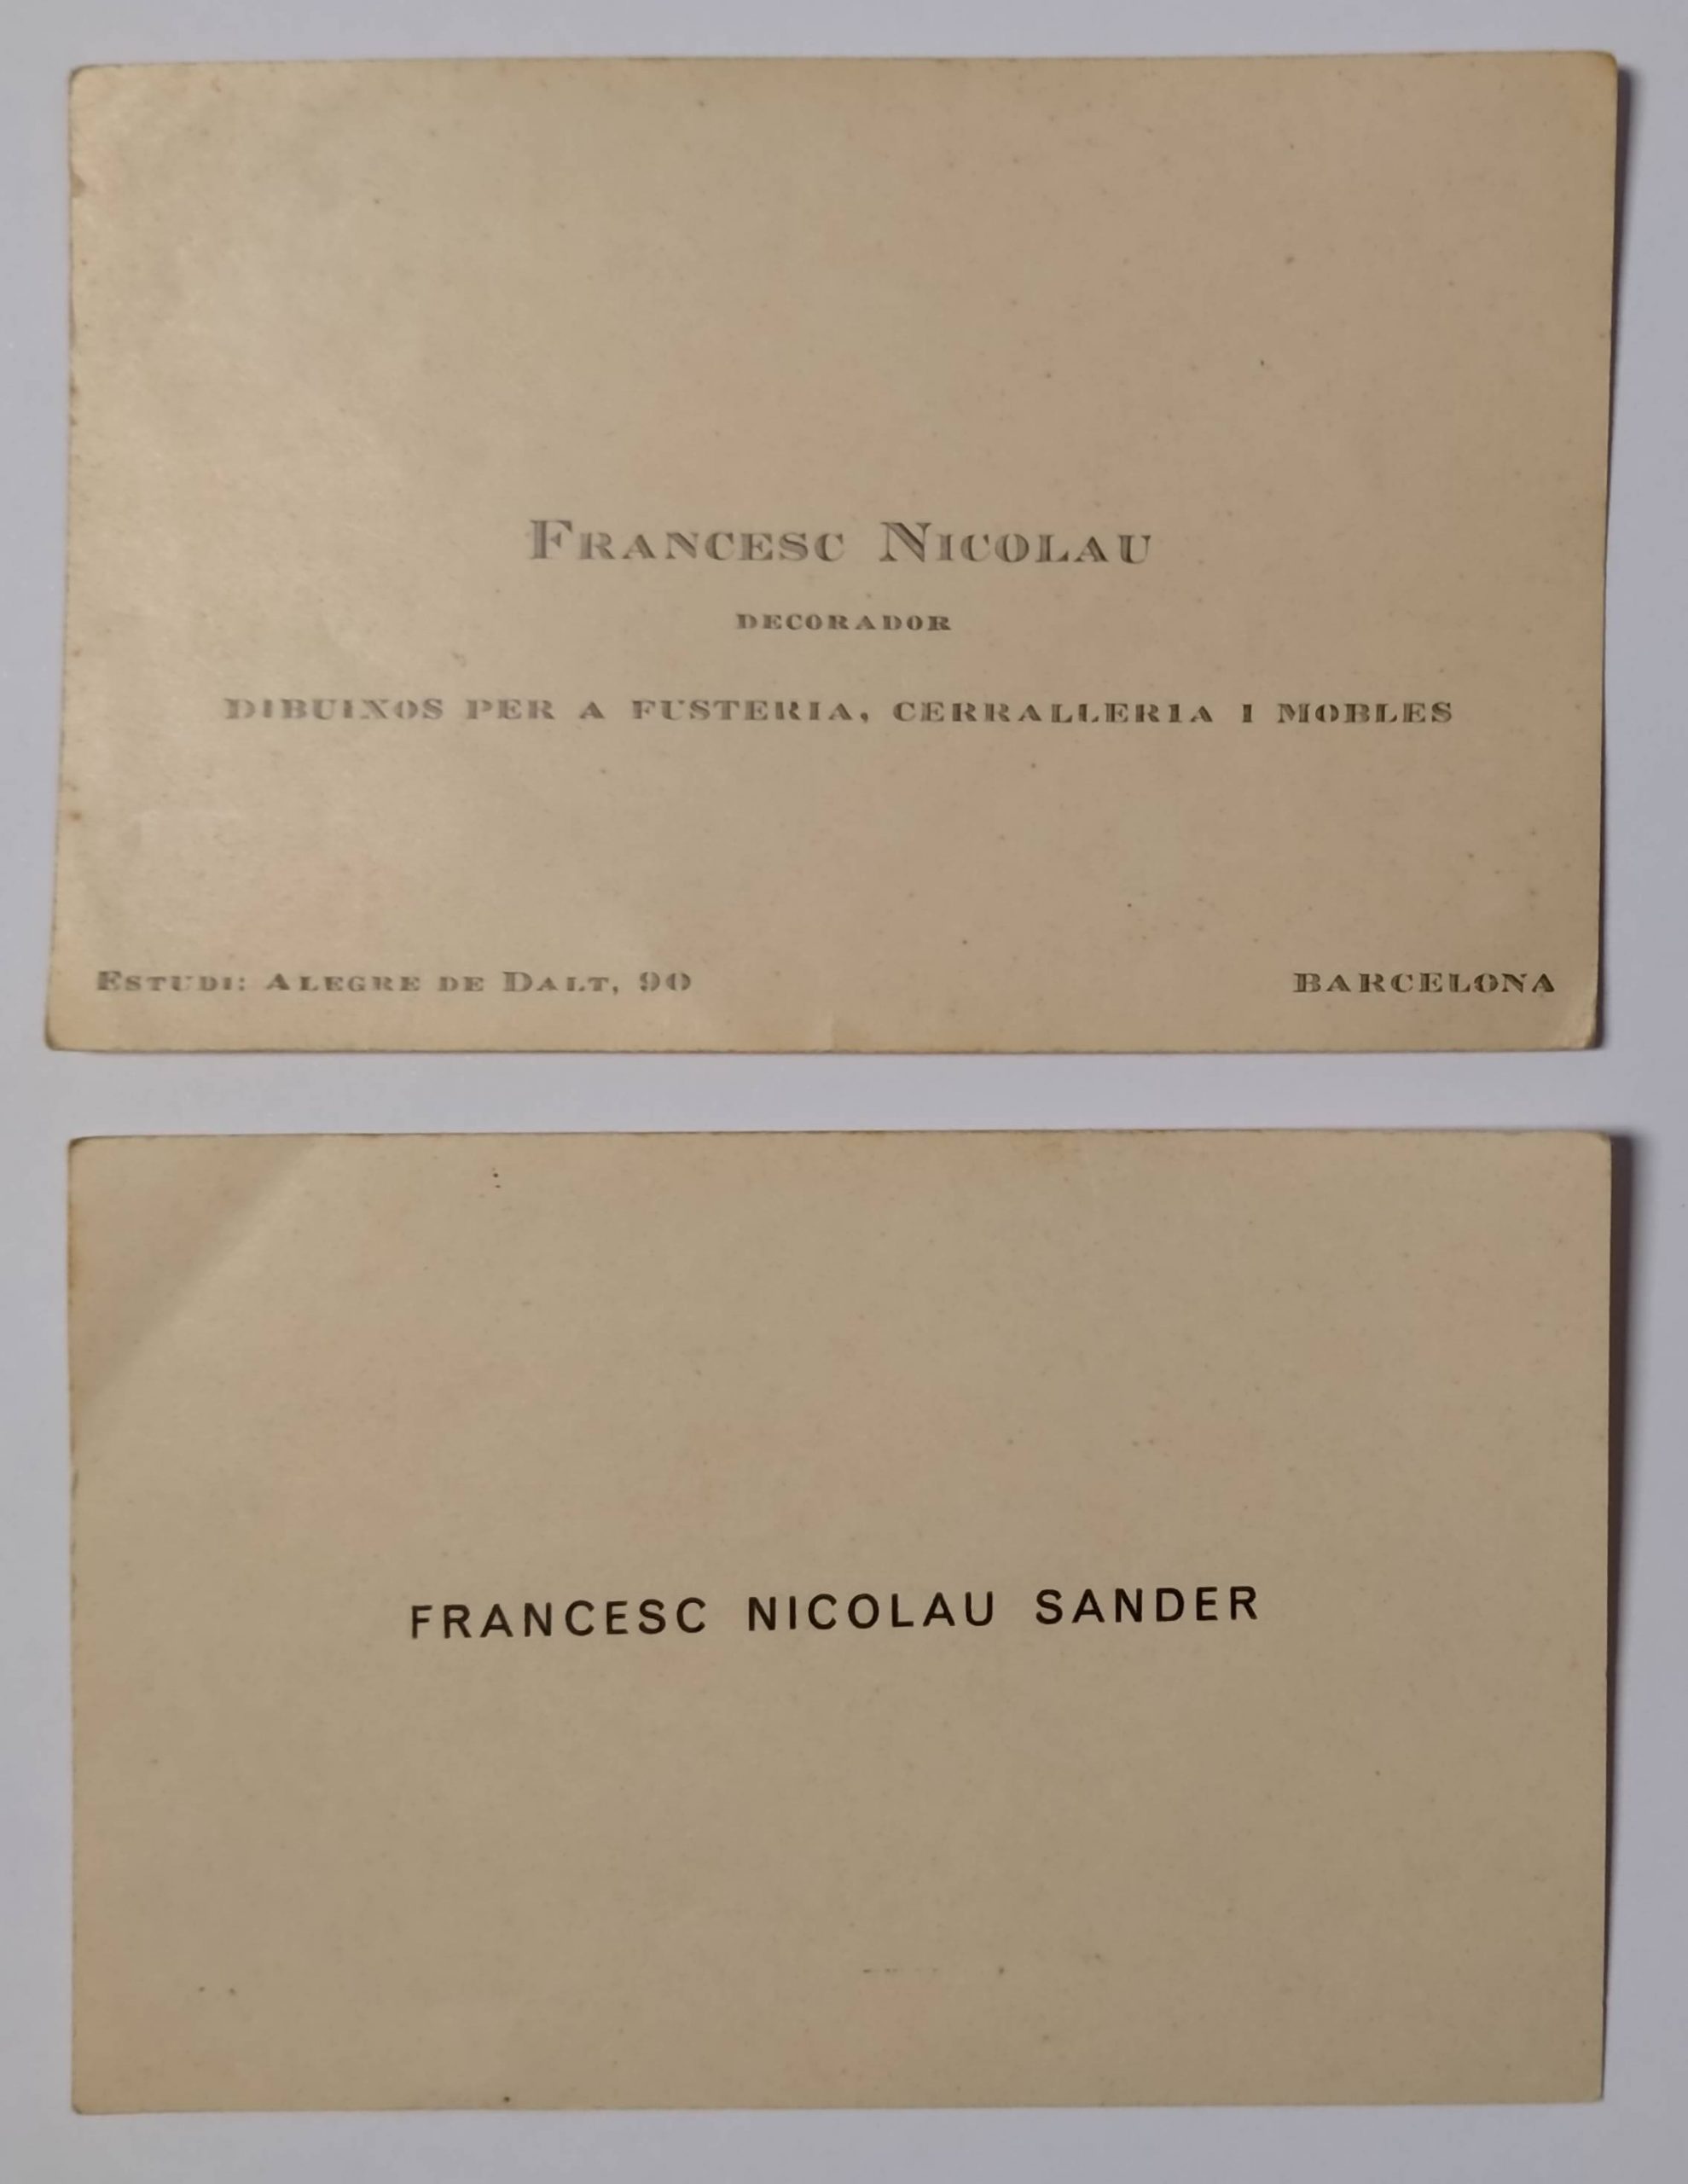 FRANCESC NICOLAU
DECORADOR
DIBUIXOS PER A FUSTERIA, CERRALLERIA I MOBLES
ESTUDI: ALEGRE DE DALT, 90 BARCELONA
FRANCESC NICOLAU SANDER